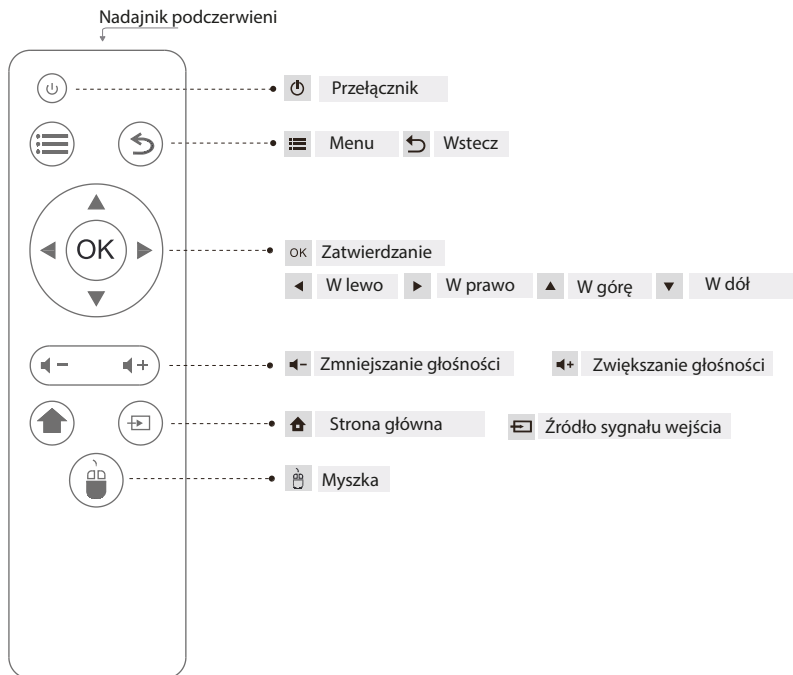 Nadajnik podczerwieni
Przełącznik
Menu Wstecz
OK
OK Zatwierdzanie
W lewo W prawo W górę W dół
Zmniejszanie głośności Zwiększanie głośności
Strona główna Źródło sygnału wejścia
Myszka